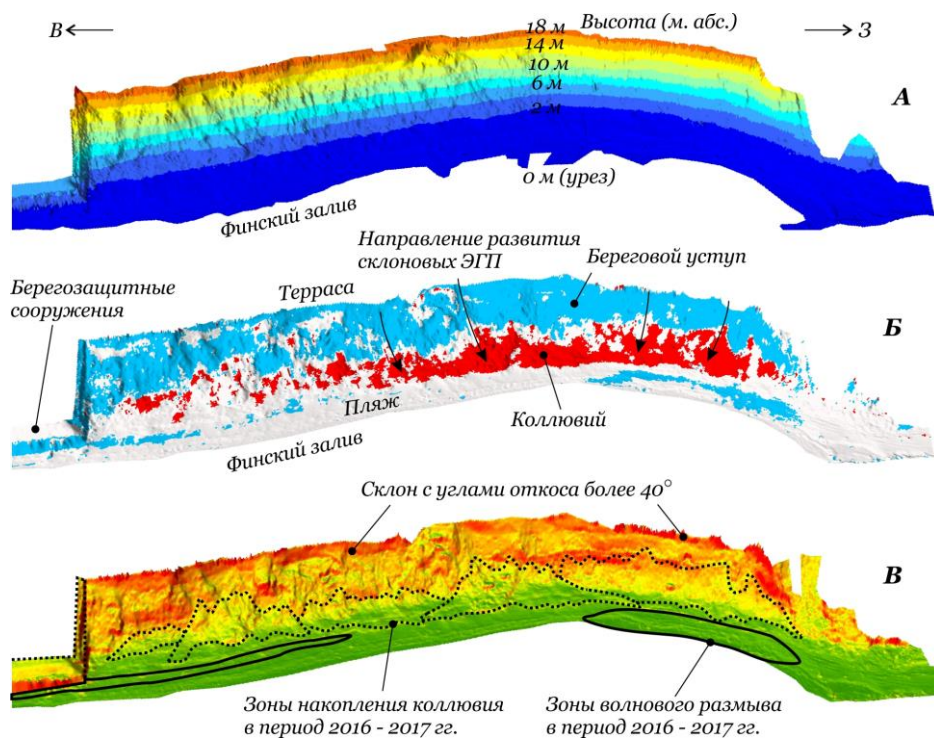 В
Высота (м. абс.)
З
18 м
14 м
10 м
6 м
2 м
А
0 м (урез)
Финский залив
Направление развития
склоновых ЭГП
Береговой уступ
Берегозащитные
сооружения
Терраса
Б
Пляж
Коллювий
Финский залив
Склон с углами откоса более 40°
В
Зоны накопления коллювия
в период 2016 - 2017 гг.
Зоны волнового размыва
в период 2016 - 2017 гг.